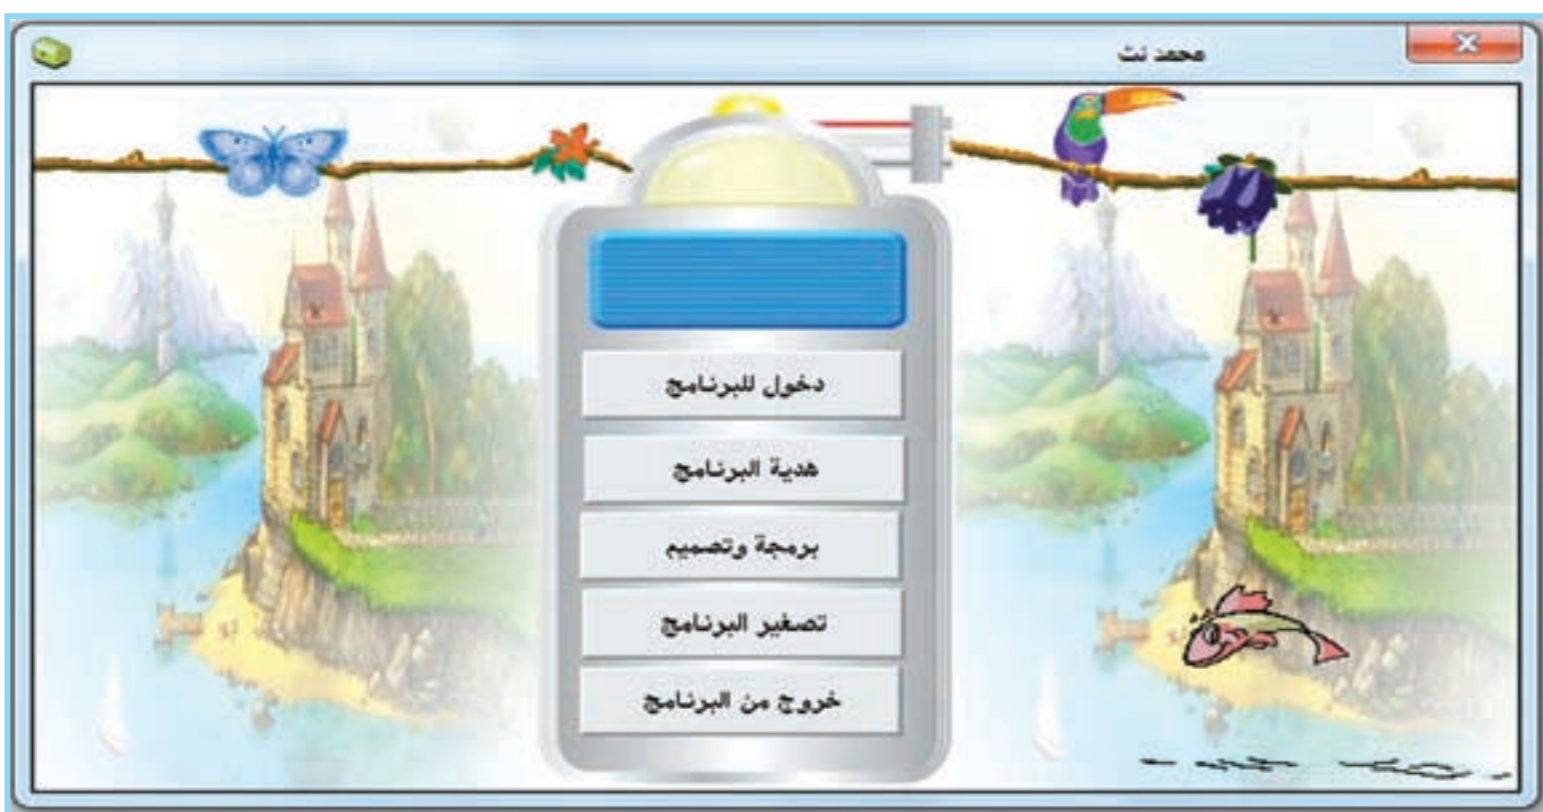 محمد نت
دخول للبرنامج
هدية البرنامج
برمجة وتصميم
تصغير البرنامج
خروج من البرنامج